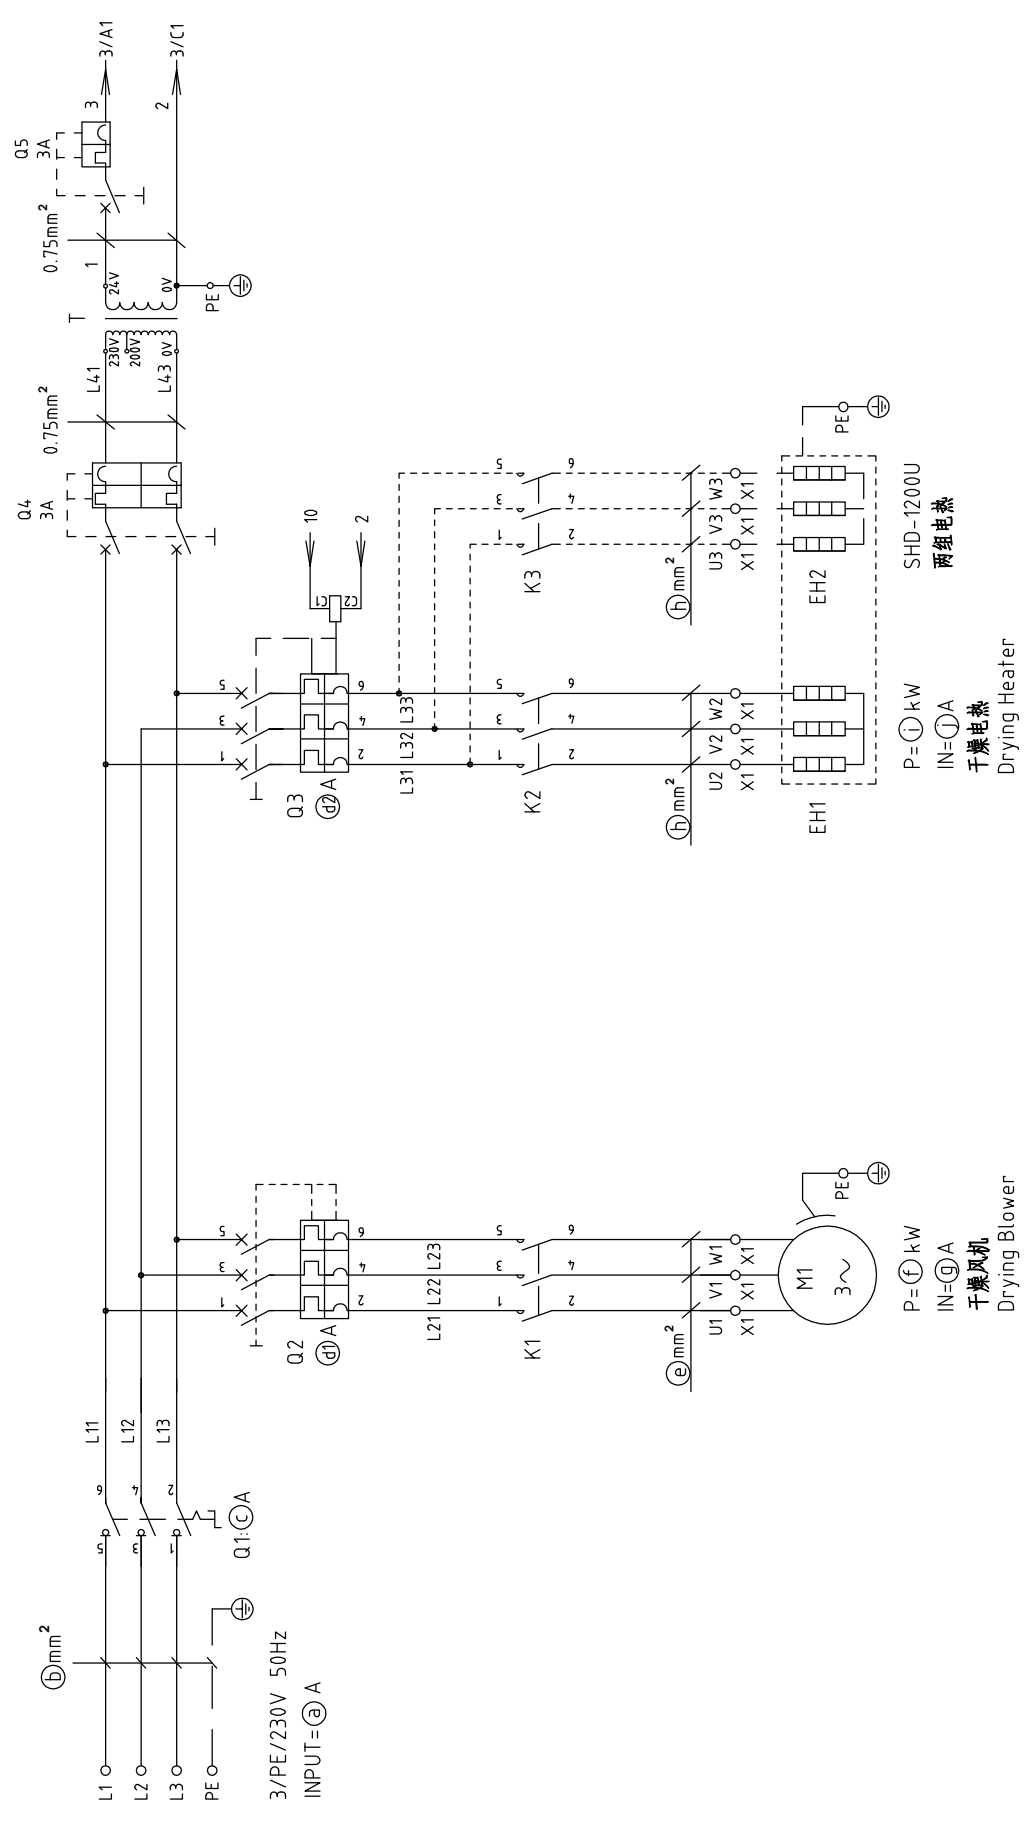 L1
L2
L3
PE
3/PE/230V 50Hz
INPUT=ⓐA
ⓑmm²
5
3
1
6
4
2
Q1:ⓒA
L11
L12
L13
1
3
5
Q2
ⓓ1 A
2
4
6
L21
L22
L23
1
3
5
K1
2
4
6
ⓔmm²
U1
V1
W1
X1
X1
X1
M1
3~
PE
P=ⓕkW
IN=ⓖA
干燥风机
Drying Blower
1
3
5
Q3
d2 A
2
4
6
C1
C2
10
2
L31
L32
L33
1
3
5
K2
2
4
6
ⓗmm²
U2
V2
W2
X1
X1
X1
EH1
P=ⓘkW
IN=ⓙA
干燥电热
Drying Heater
1
3
5
K3
2
4
6
ⓗmm²
U3
V3
W3
X1
X1
X1
EH2
PE
SHD-1200U
两组电热
Q4
3A
0.75mm²
L41
L43
230V
200V
0V
T
24V
0V
PE
1
0.75mm²
Q5
3A
3
2
3/A1
3/C1